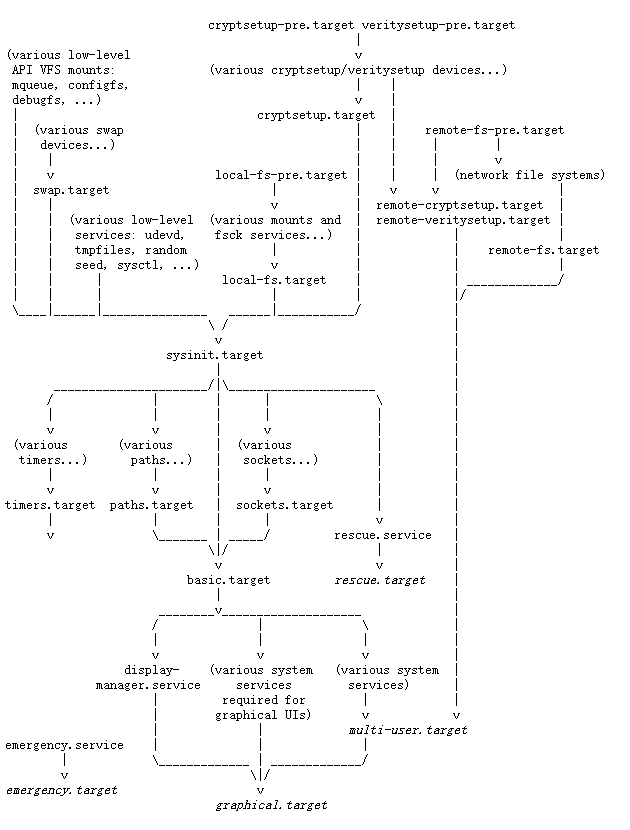 cryptsetup-pre.target veritysetup-pre.target
(various low-level
API VFS mounts:
mqueue, configfs,
debugfs, ...)
(various cryptsetup/veritysetup devices...)
cryptsetup.target
(various swap
devices...)
remote-fs-pre.target
local-fs-pre.target
(network file systems)
swap.target
remote-cryptsetup.target
(various low-level
services: udevd,
tmpfiles, random
seed, sysctl, ...)
(various mounts and
fsck services...)
remote-veritysetup.target
remote-fs.target
local-fs.target
sysinit.target
(various
timers...)
(various
paths...)
(various
sockets...)
timers.target
paths.target
sockets.target
rescue.service
basic.target
rescue.target
display-
manager.service
(various system
services
required for
graphical UIs)
(various system
services)
multi-user.target
emergency.service
emergency.target
graphical.target